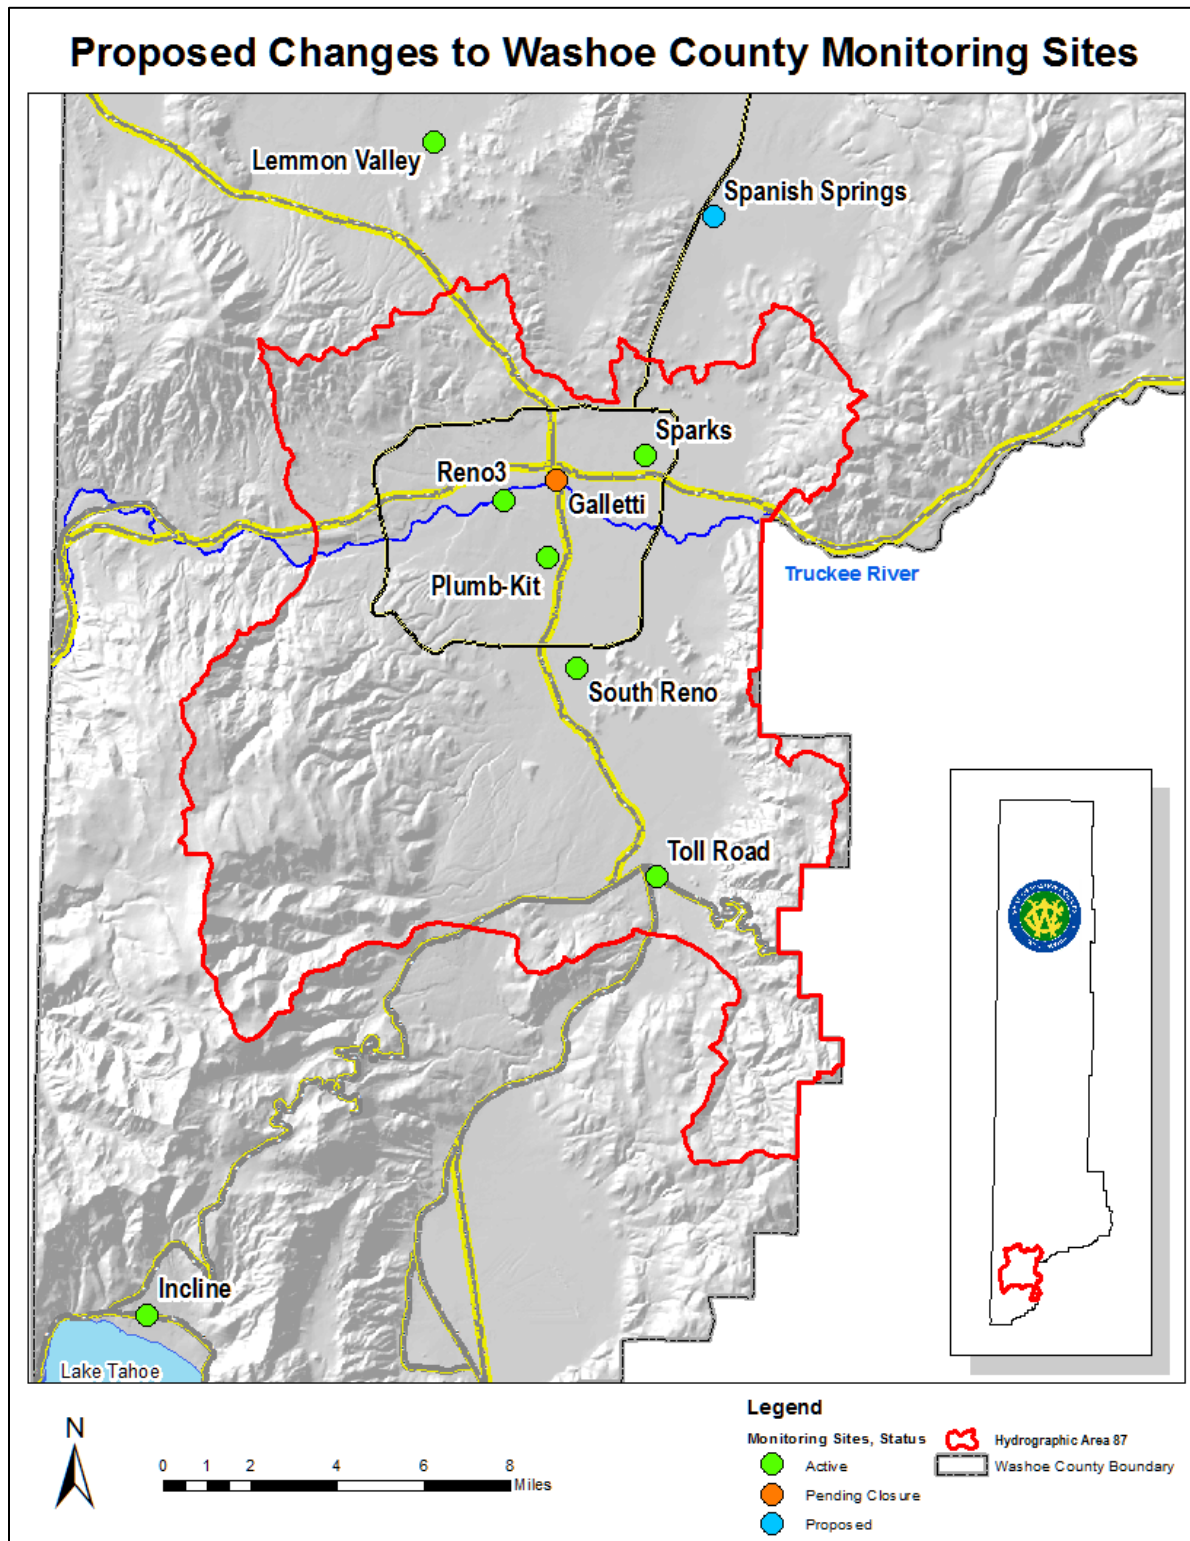 Proposed Changes to Washoe County Monitoring Sites
Lemmon Valley
Spanish Springs
Sparks
Reno3
Galletti
Truckee River
Plumb-Kit
South Reno
Toll Road
Incline
Lake Tahoe
N
0 1 2 4 6 8
Miles
Legend
Monitoring Sites, Status
Active
Pending Closure
Proposed
Hydrographic Area 87
Washoe County Boundary